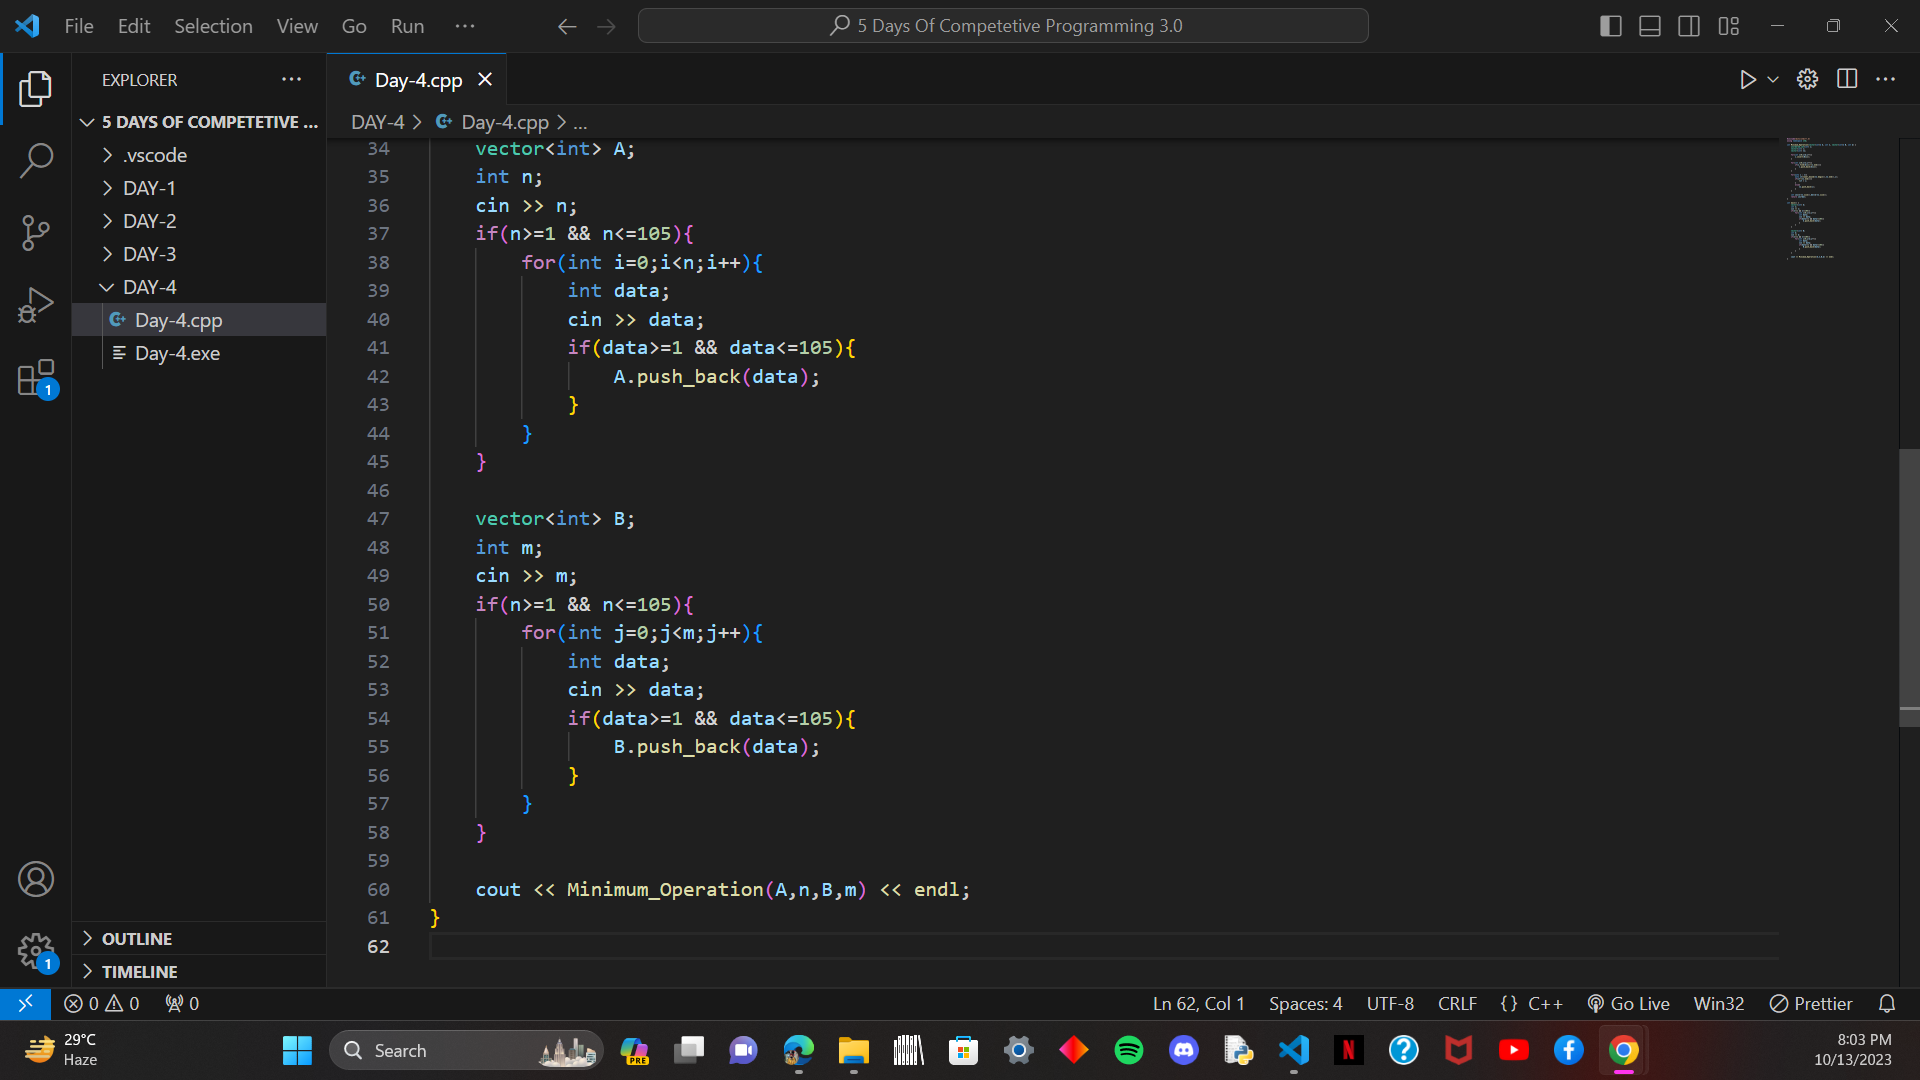 File Edit Selection View Go Run ...
5 Days Of Competetive Programming 3.0
EXPLORER
5 DAYS OF COMPETETIVE ...
.vscode
DAY-1
DAY-2
DAY-3
DAY-4
Day-4.cpp
Day-4.exe
OUTLINE
TIMELINE
1
1
Day-4.cpp
DAY-4 > Day-4.cpp > ...
34 vector<int> A;
35 int n;
36 cin >> n;
37 if(n>=1 && n<=105){
38 for(int i=0;i<n;i++){
39 int data;
40 cin >> data;
41 if(data>=1 && data<=105){
42 A.push_back(data);
43 }
44 }
45 }
46
47 vector<int> B;
48 int m;
49 cin >> m;
50 if(n>=1 && n<=105){
51 for(int j=0;j<m;j++){
52 int data;
53 cin >> data;
54 if(data>=1 && data<=105){
55 B.push_back(data);
56 }
57 }
58 }
59
60 cout << Minimum_Operation(A,n,B,m) << endl;
61 }
62
0 0 0 Ln 62, Col 1 Spaces: 4 UTF-8 CRLF {} C++ Go Live Win32 Prettier
29°C
Haze
Search
PRE
N
8:03 PM
10/13/2023